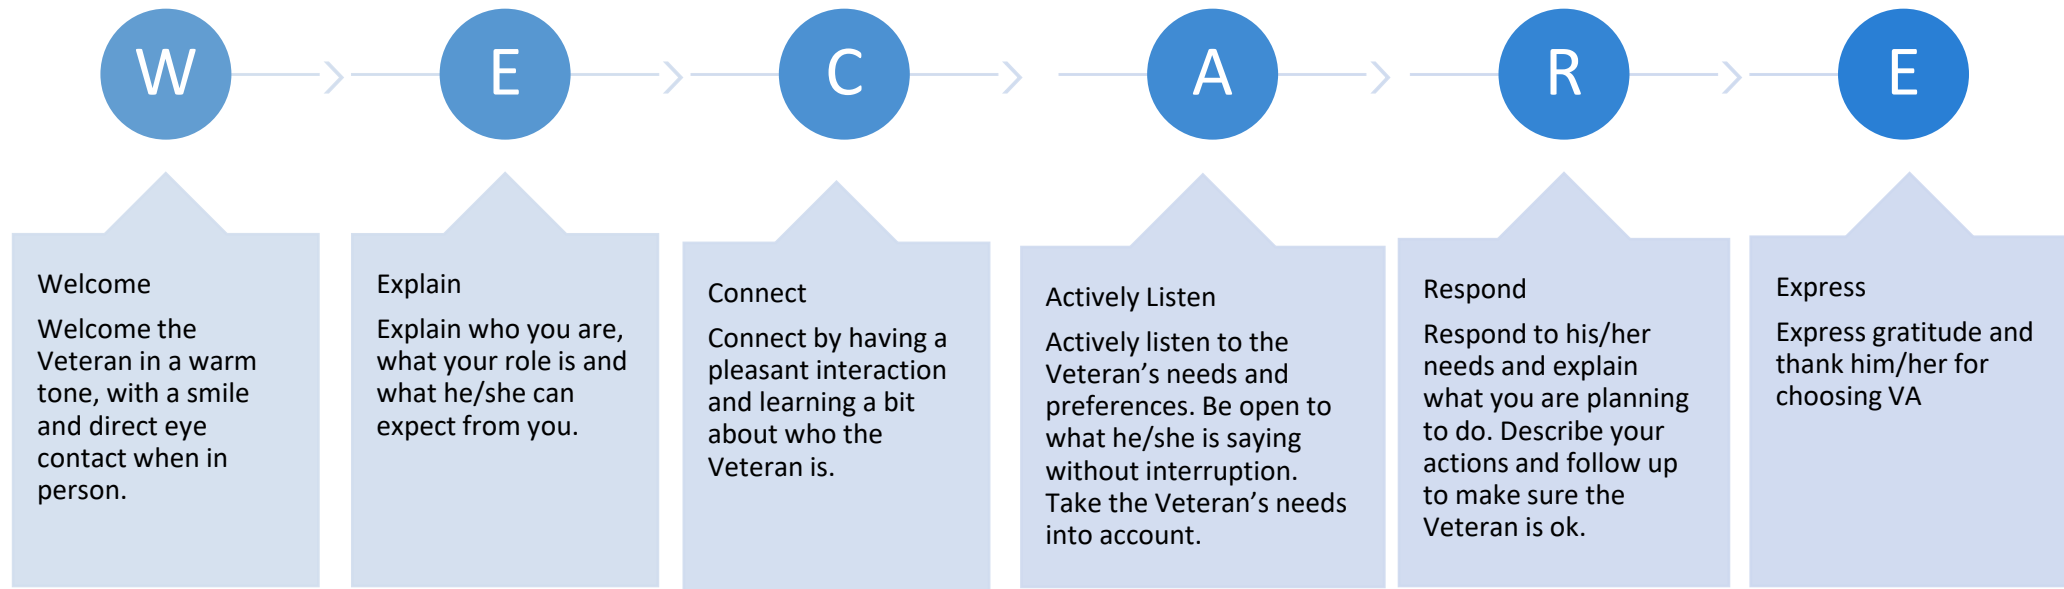 W
E
C
A
R
E
Welcome
Welcome the
Veteran in a warm
tone, with a smile
and direct eye
contact when in
person.
Explain
Explain who you are,
what your role is and
what he/she can
expect from you.
Connect
Connect by having a
pleasant interaction
and learning a bit
about who the
Veteran is.
Actively Listen
Actively listen to the
Veteran’s needs and
preferences. Be open to
what he/she is saying
without interruption.
Take the Veteran’s needs
into account.
Respond
Respond to his/her
needs and explain
what you are planning
to do. Describe your
actions and follow up
to make sure the
Veteran is ok.
Express
Express gratitude and
thank him/her for
choosing VA